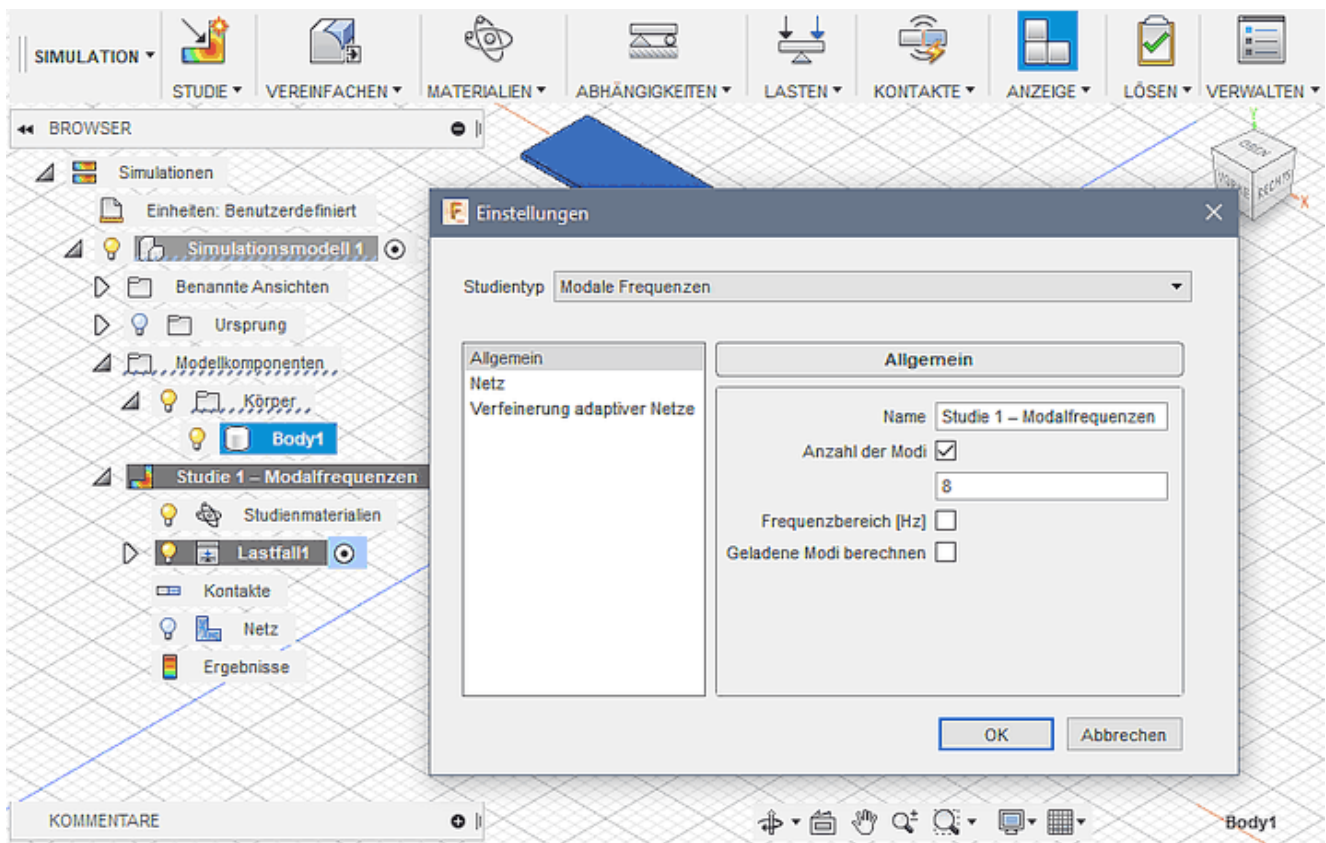 SIMULATION
STUDIE
VEREINFACHEN
MATERIALIEN
ABHÄNGIGKEITEN
LASTEN
KONTAKTE
ANZEIGE
LÖSEN
VERWALTEN
BROWSER
Simulationen
Einheiten: Benutzerdefiniert
Simulationsmodell 1
Benannte Ansichten
Ursprung
Modellkomponenten
Körper
Body1
Studie 1 – Modalfrequenzen
Studienmaterialien
Lastfall1
Kontakte
Netz
Ergebnisse
Y
OBEN
RECHTS
X
Einstellungen
Studientyp Modale Frequenzen
Allgemein
Netz
Verfeinerung adaptiver Netze
Allgemein
Name Studie 1 – Modalfrequenzen
Anzahl der Modi
8
Frequenzbereich [Hz]
Geladene Modi berechnen
OK Abbrechen
KOMMENTARE
Body1